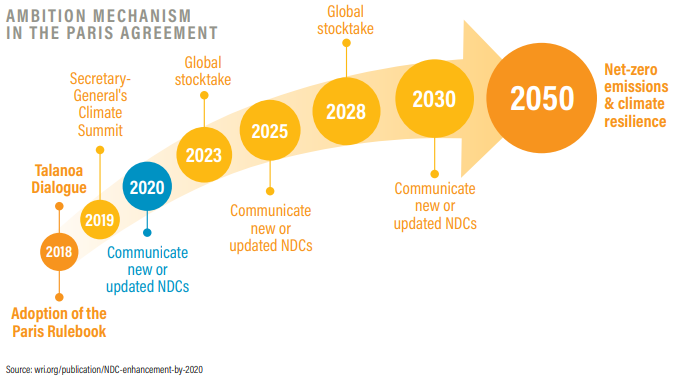 AMBITION MECHANISM
IN THE PARIS AGREEMENT
Global
stocktake
Global
stocktake
Secretary-
General's
Climate
Summit
Talanoa
Dialogue
2018
2019
2020
2023
2025
2028
2030
2050
Net-zero
emissions
& climate
resilience
Adoption of the
Paris Rulebook
Communicate
new or
updated NDCs
Communicate
new or
updated NDCs
Communicate
new or
updated NDCs
Source: wri.org/publication/NDC-enhancement-by-2020